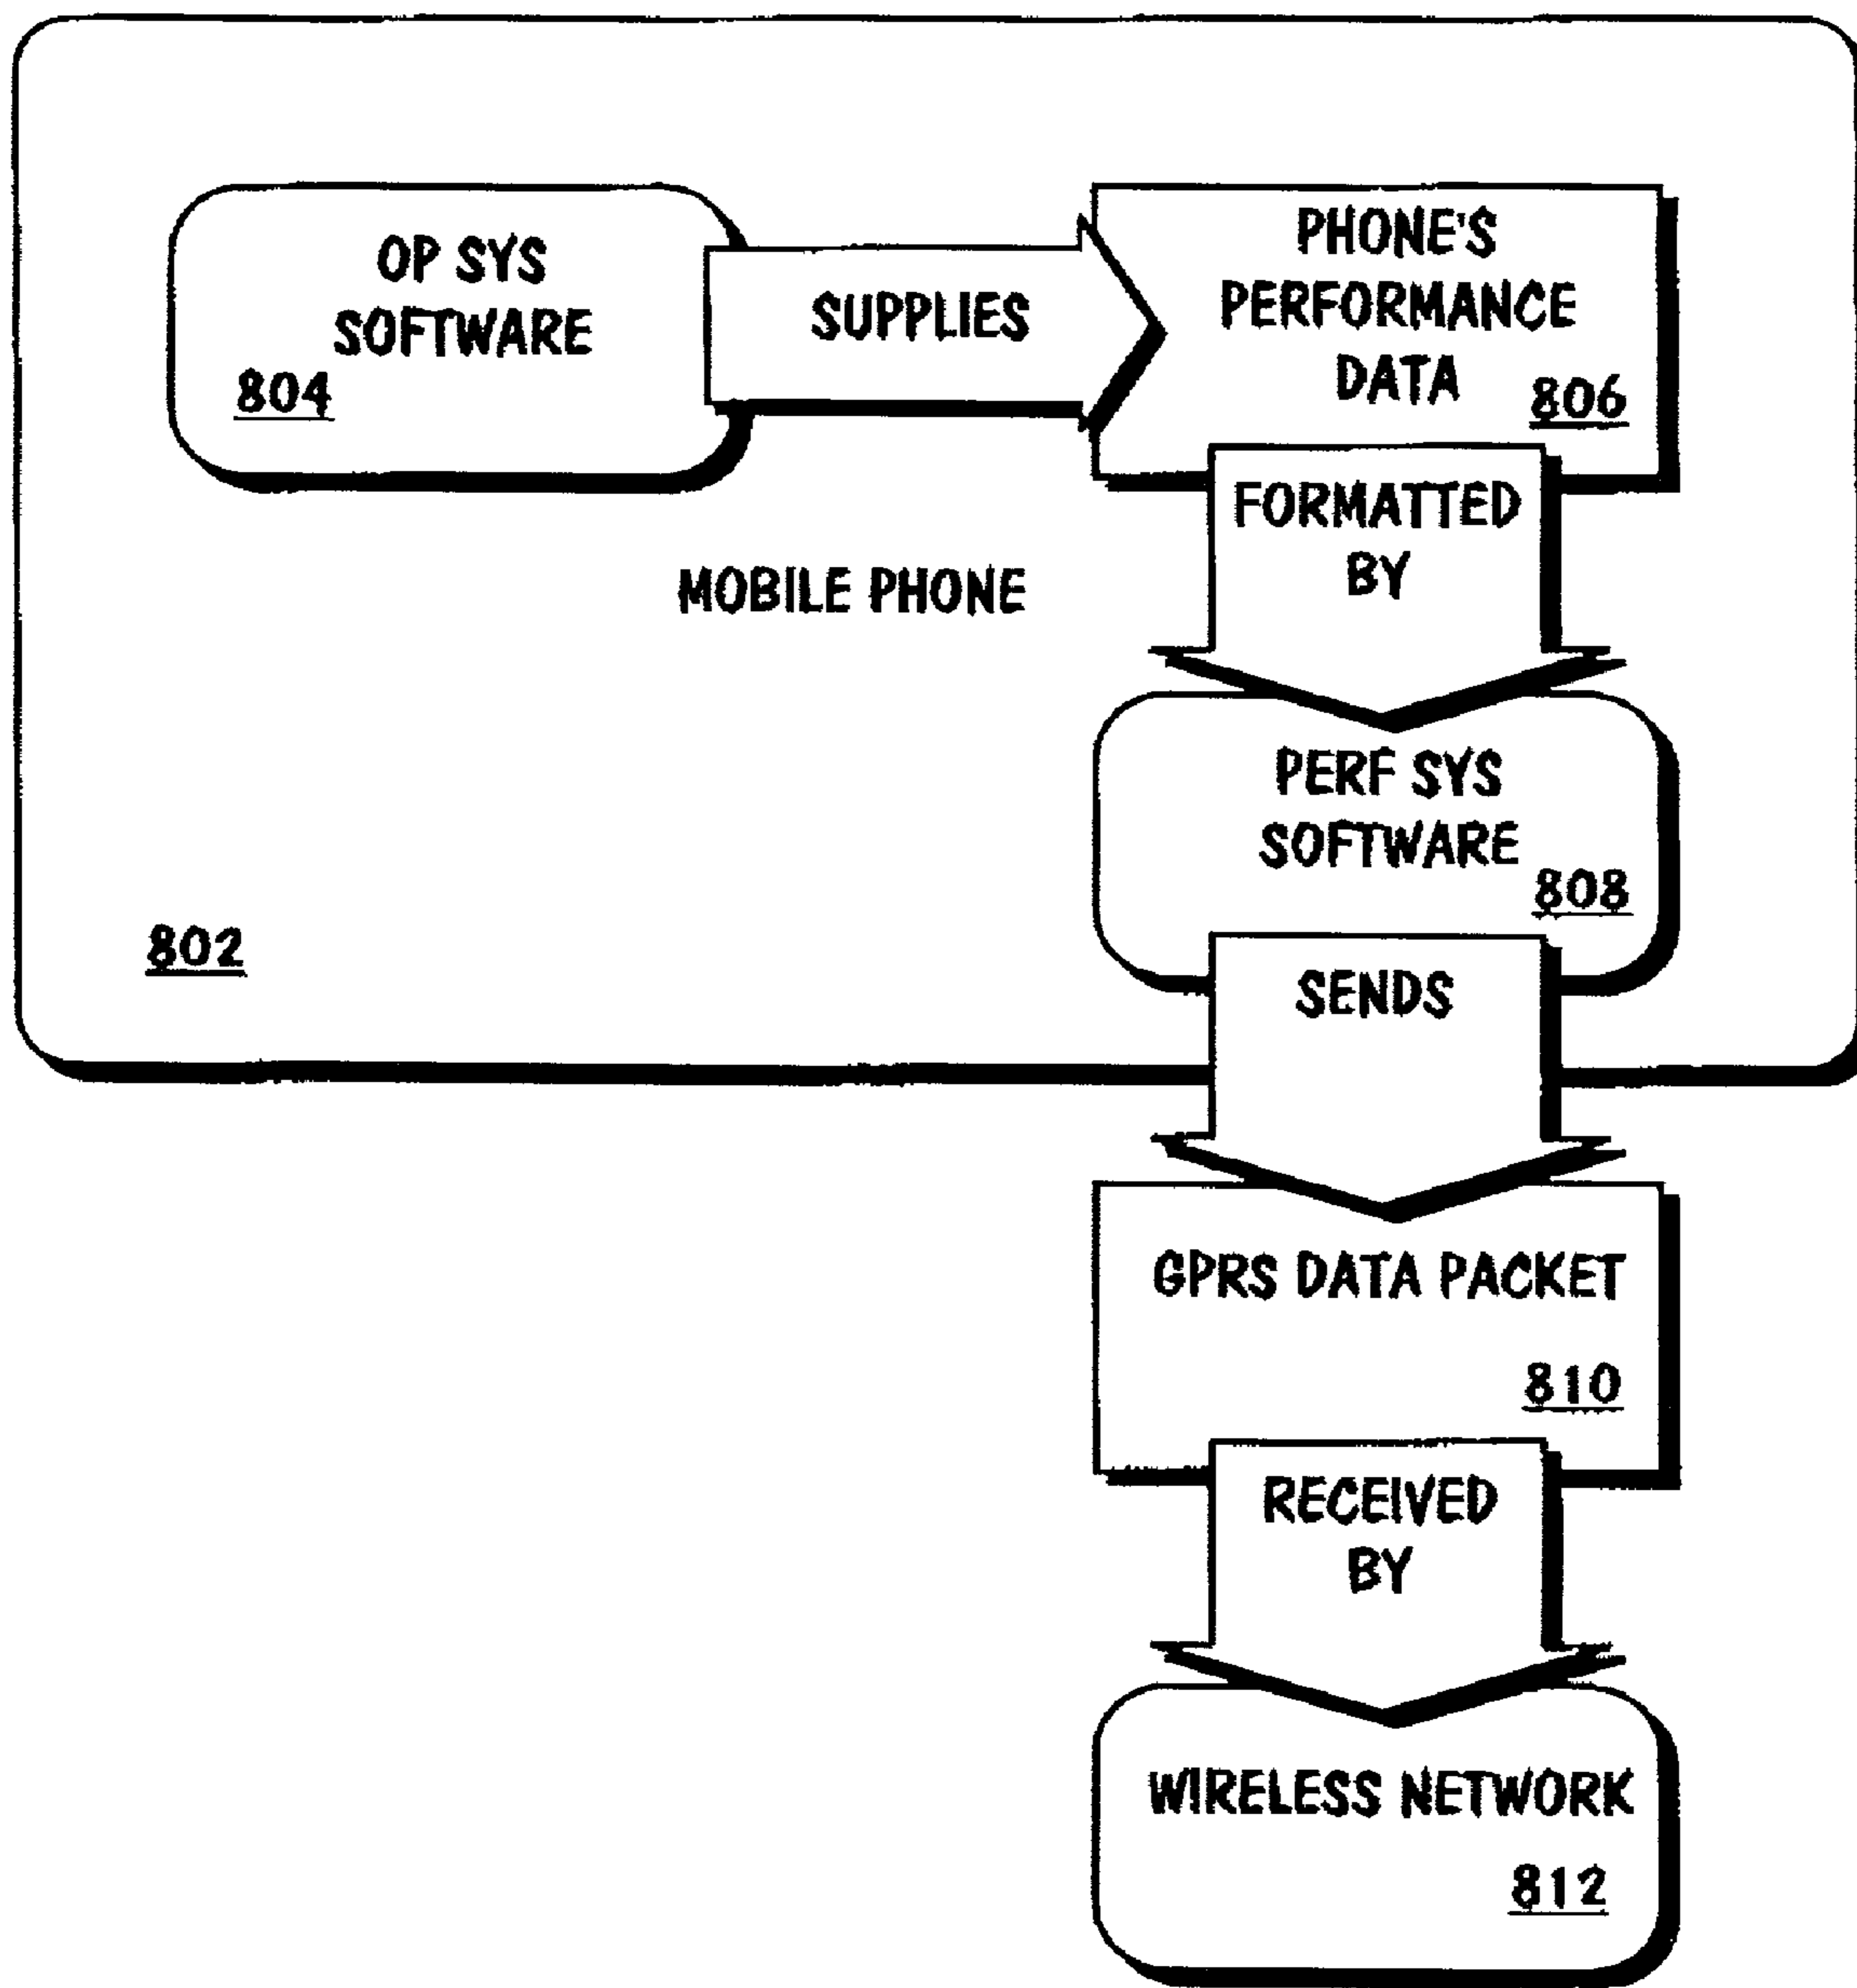 OP SYS
SOFTWARE
804
SUPPLIES
PHONE'S
PERFORMANCE
DATA
806
FORMATTED
BY
MOBILE PHONE
PERF SYS
SOFTWARE
808
802
SENDS
GPRS DATA PACKET
810
RECEIVED
BY
WIRELESS NETWORK
812